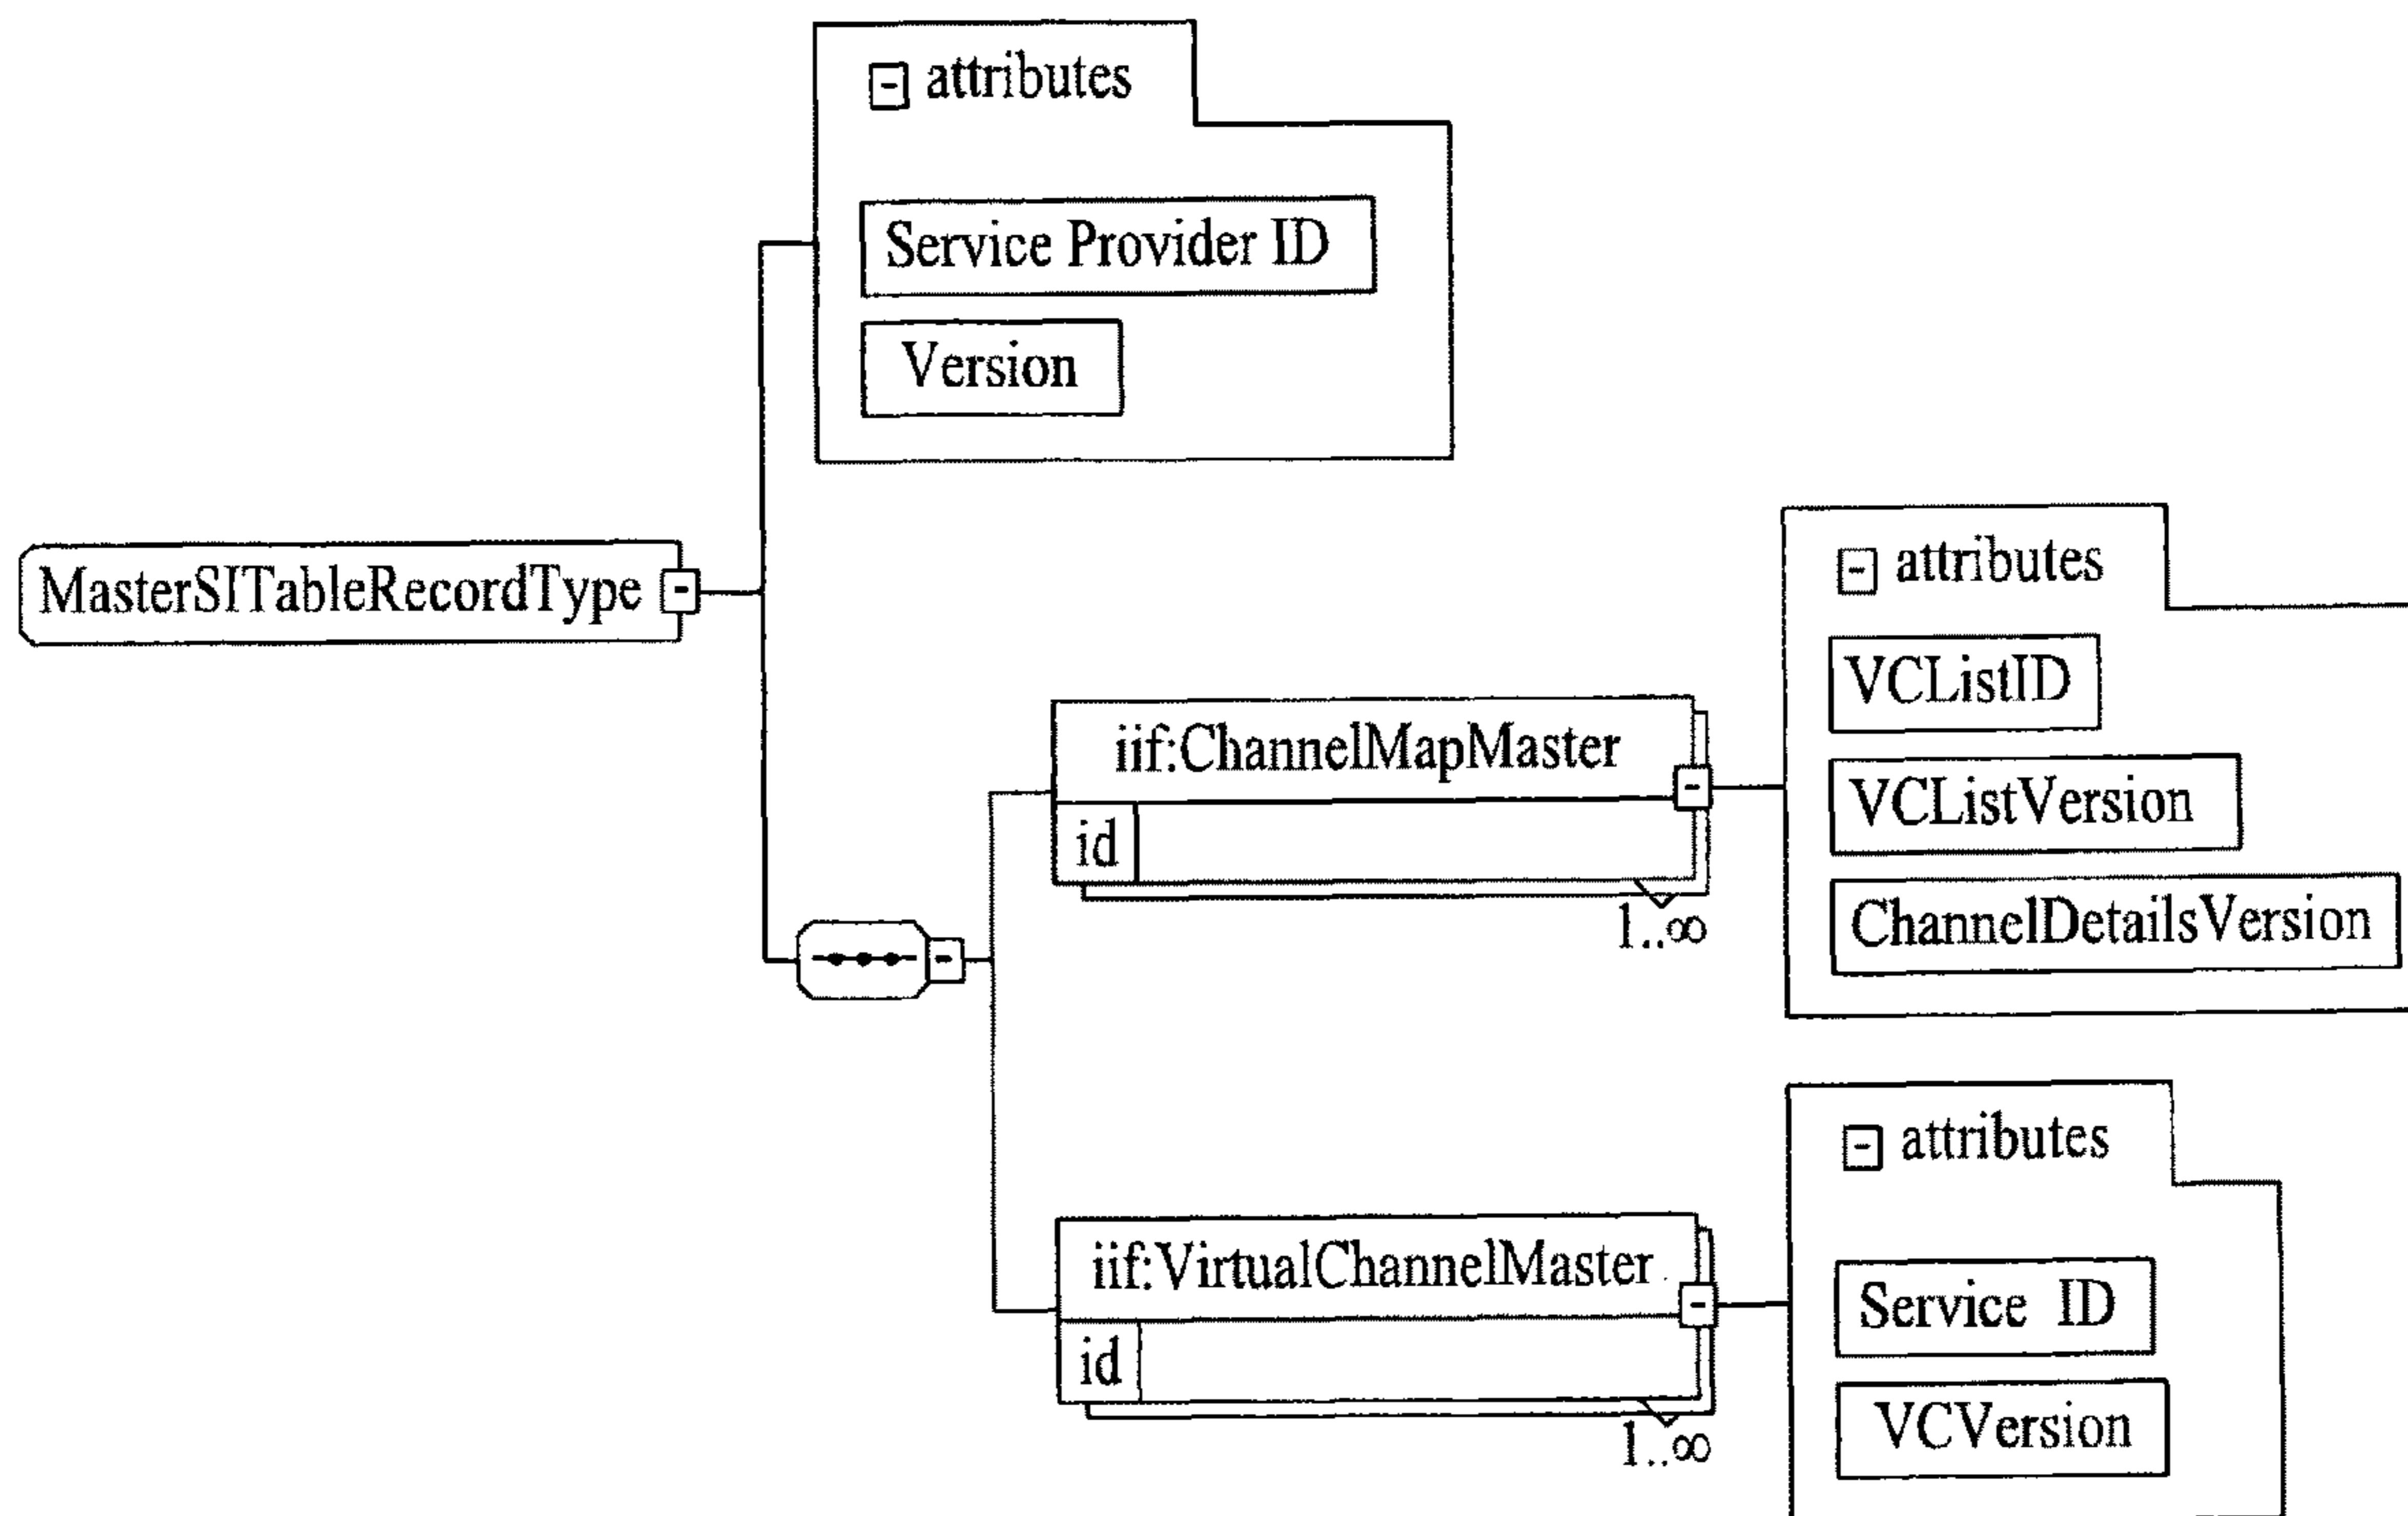 attributes
Service Provider ID
Version
MasterSITableRecordType
attributes
VCListID
VCListVersion
ChannelDetailsVersion
iif:ChannelMapMaster
id
1..∞
attributes
Service ID
VCVersion
iif:VirtualChannelMaster
id
1..∞